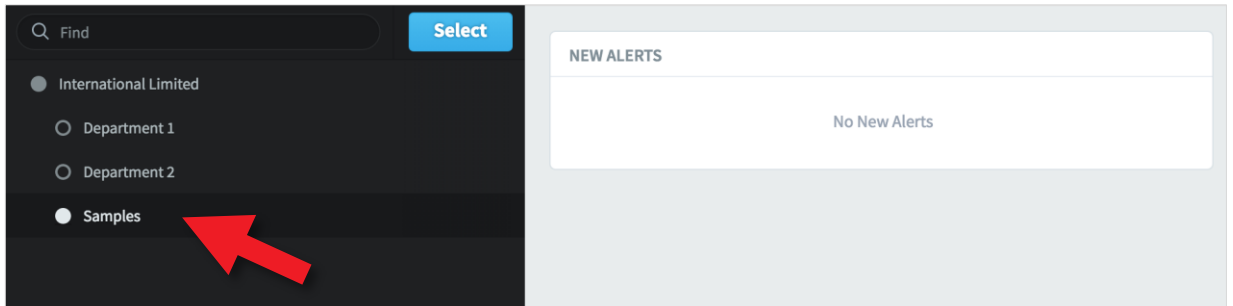 Find
Select
International Limited
Department 1
Department 2
Samples
NEW ALERTS
No New Alerts